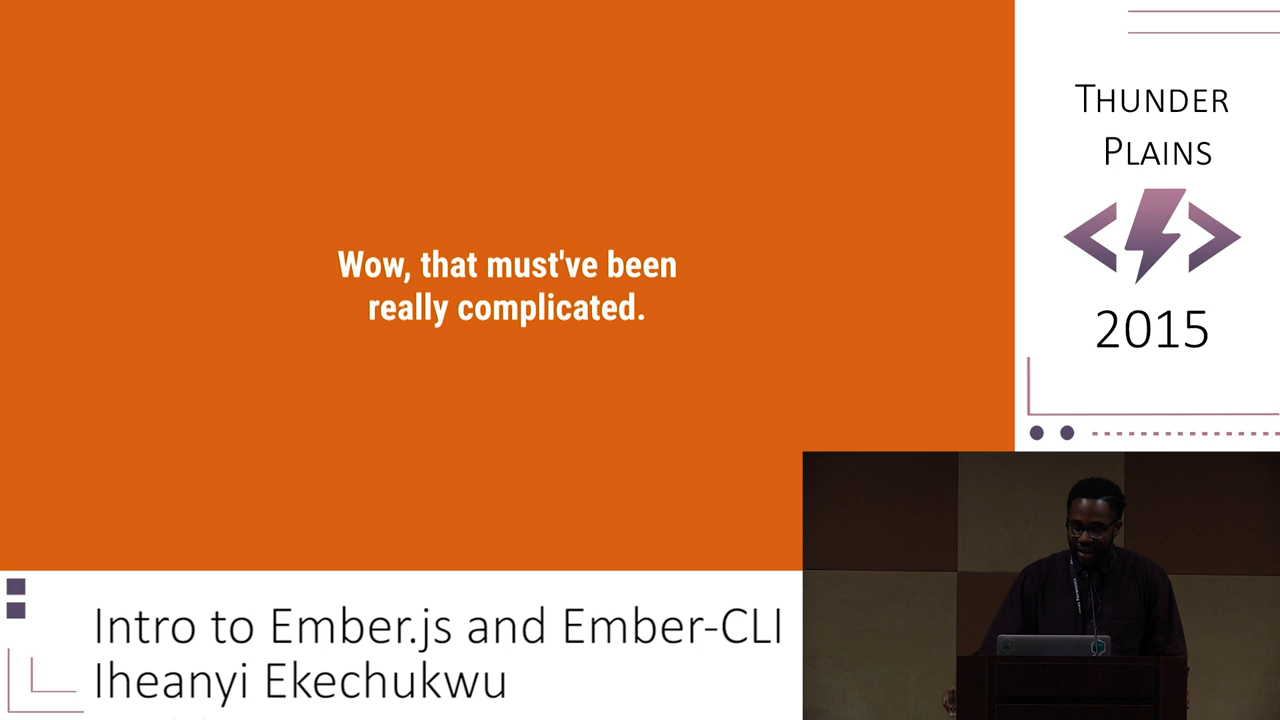 Wow, that must've been
really complicated.
THUNDER
PLAINS
2015
Intro to Ember.js and Ember-CLI
Iheanyi Ekechukwu